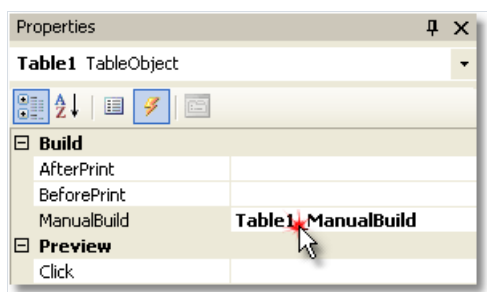 Properties
Table1 TableObject
Build
AfterPrint
BeforePrint
ManualBuild Table1_ManualBuild
Preview
Click